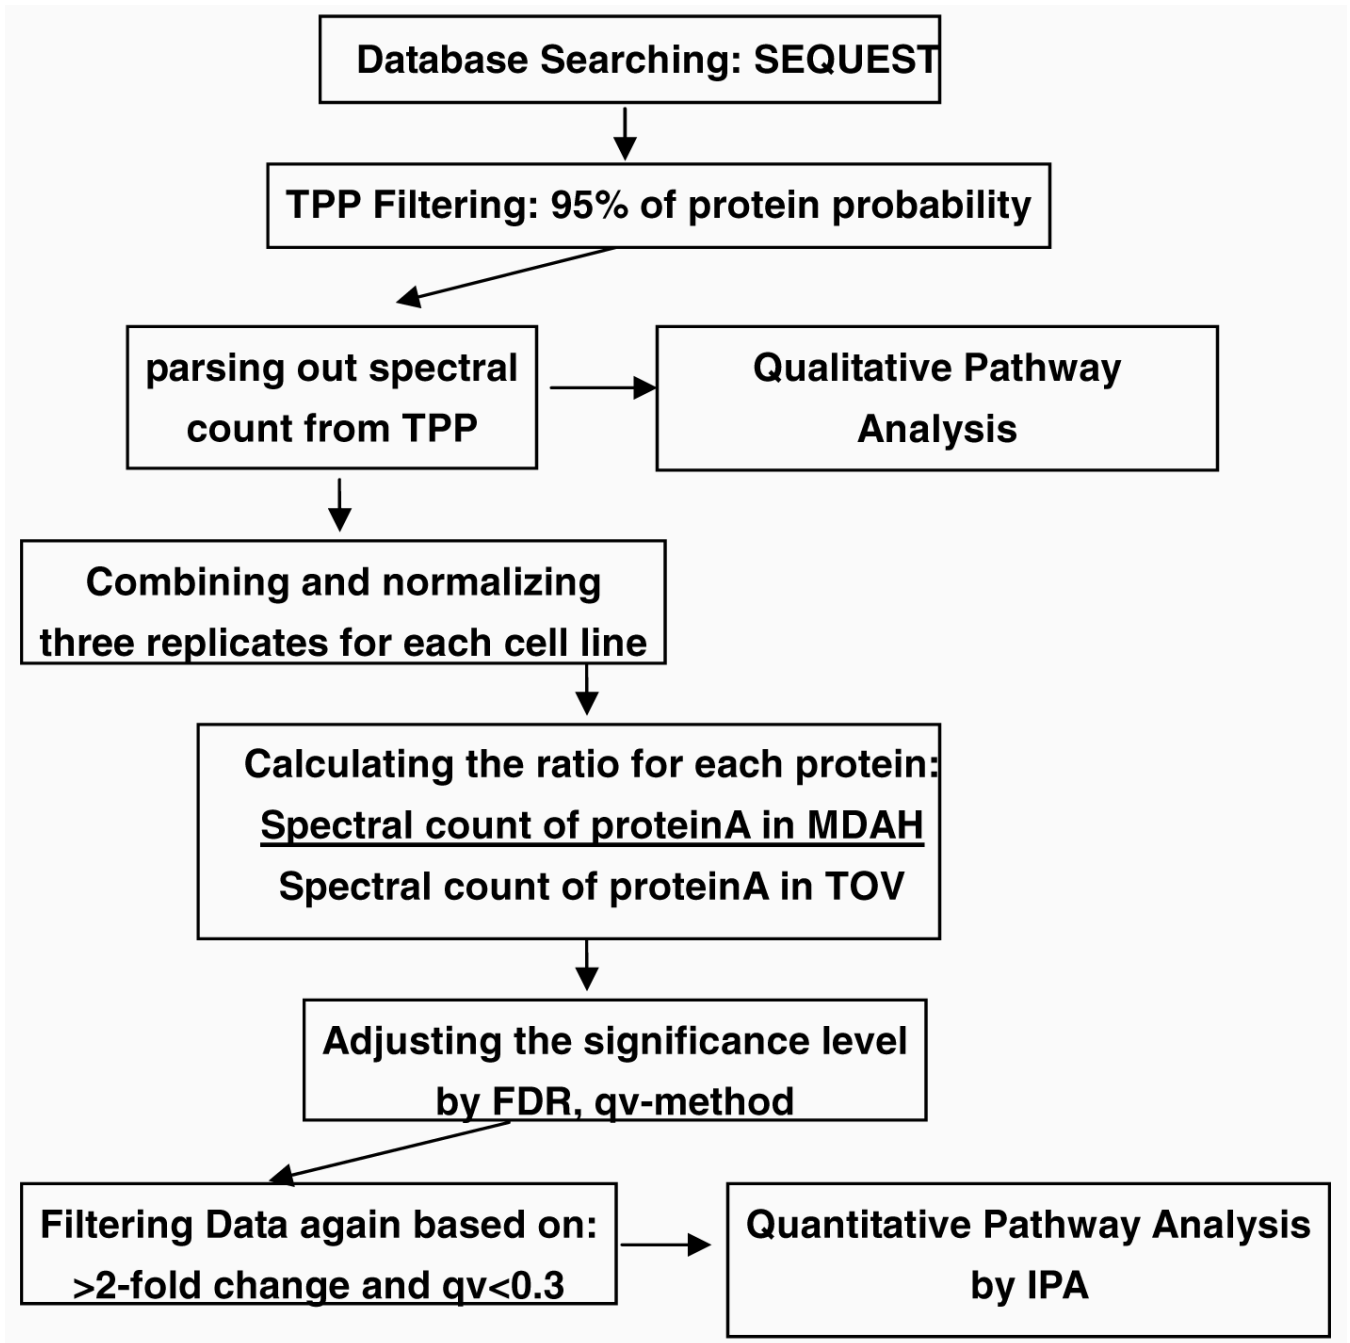 Database Searching: SEQUEST
TPP Filtering: 95% of protein probability
parsing out spectral
count from TPP
Qualitative Pathway
Analysis
Combining and normalizing
three replicates for each cell line
Calculating the ratio for each protein:
Spectral count of proteinA in MDAH
Spectral count of proteinA in TOV
Adjusting the significance level
by FDR, qv-method
Filtering Data again based on:
>2-fold change and qv<0.3
Quantitative Pathway Analysis
by IPA